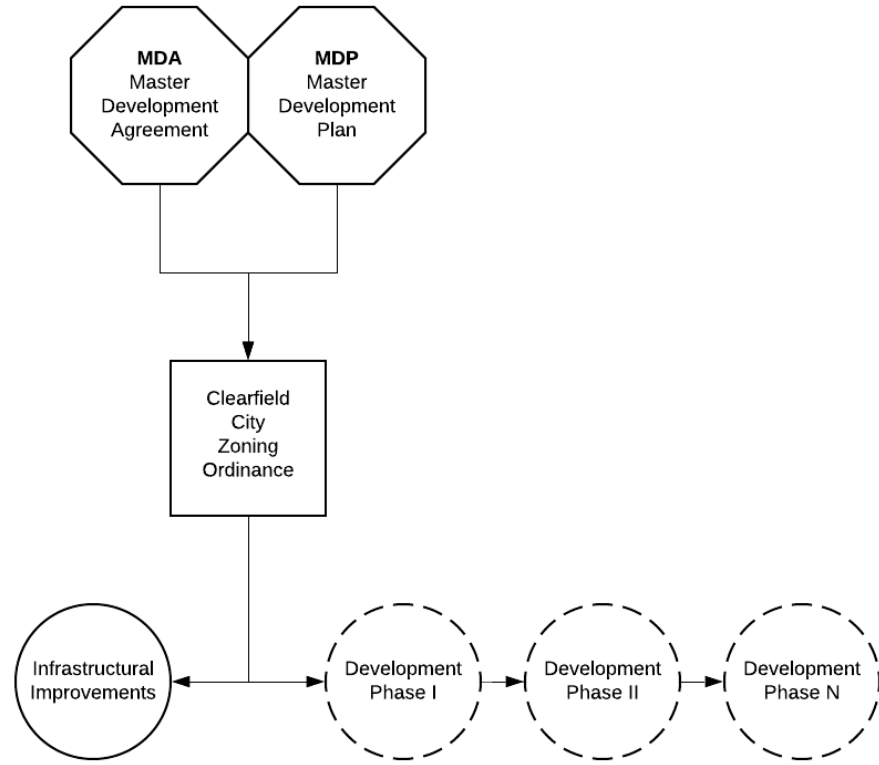 MDA
Master
Development
Agreement
MDP
Master
Development
Plan
Clearfield
City
Zoning
Ordinance
Infrastructural
Improvements
Development
Phase I
Development
Phase II
Development
Phase N